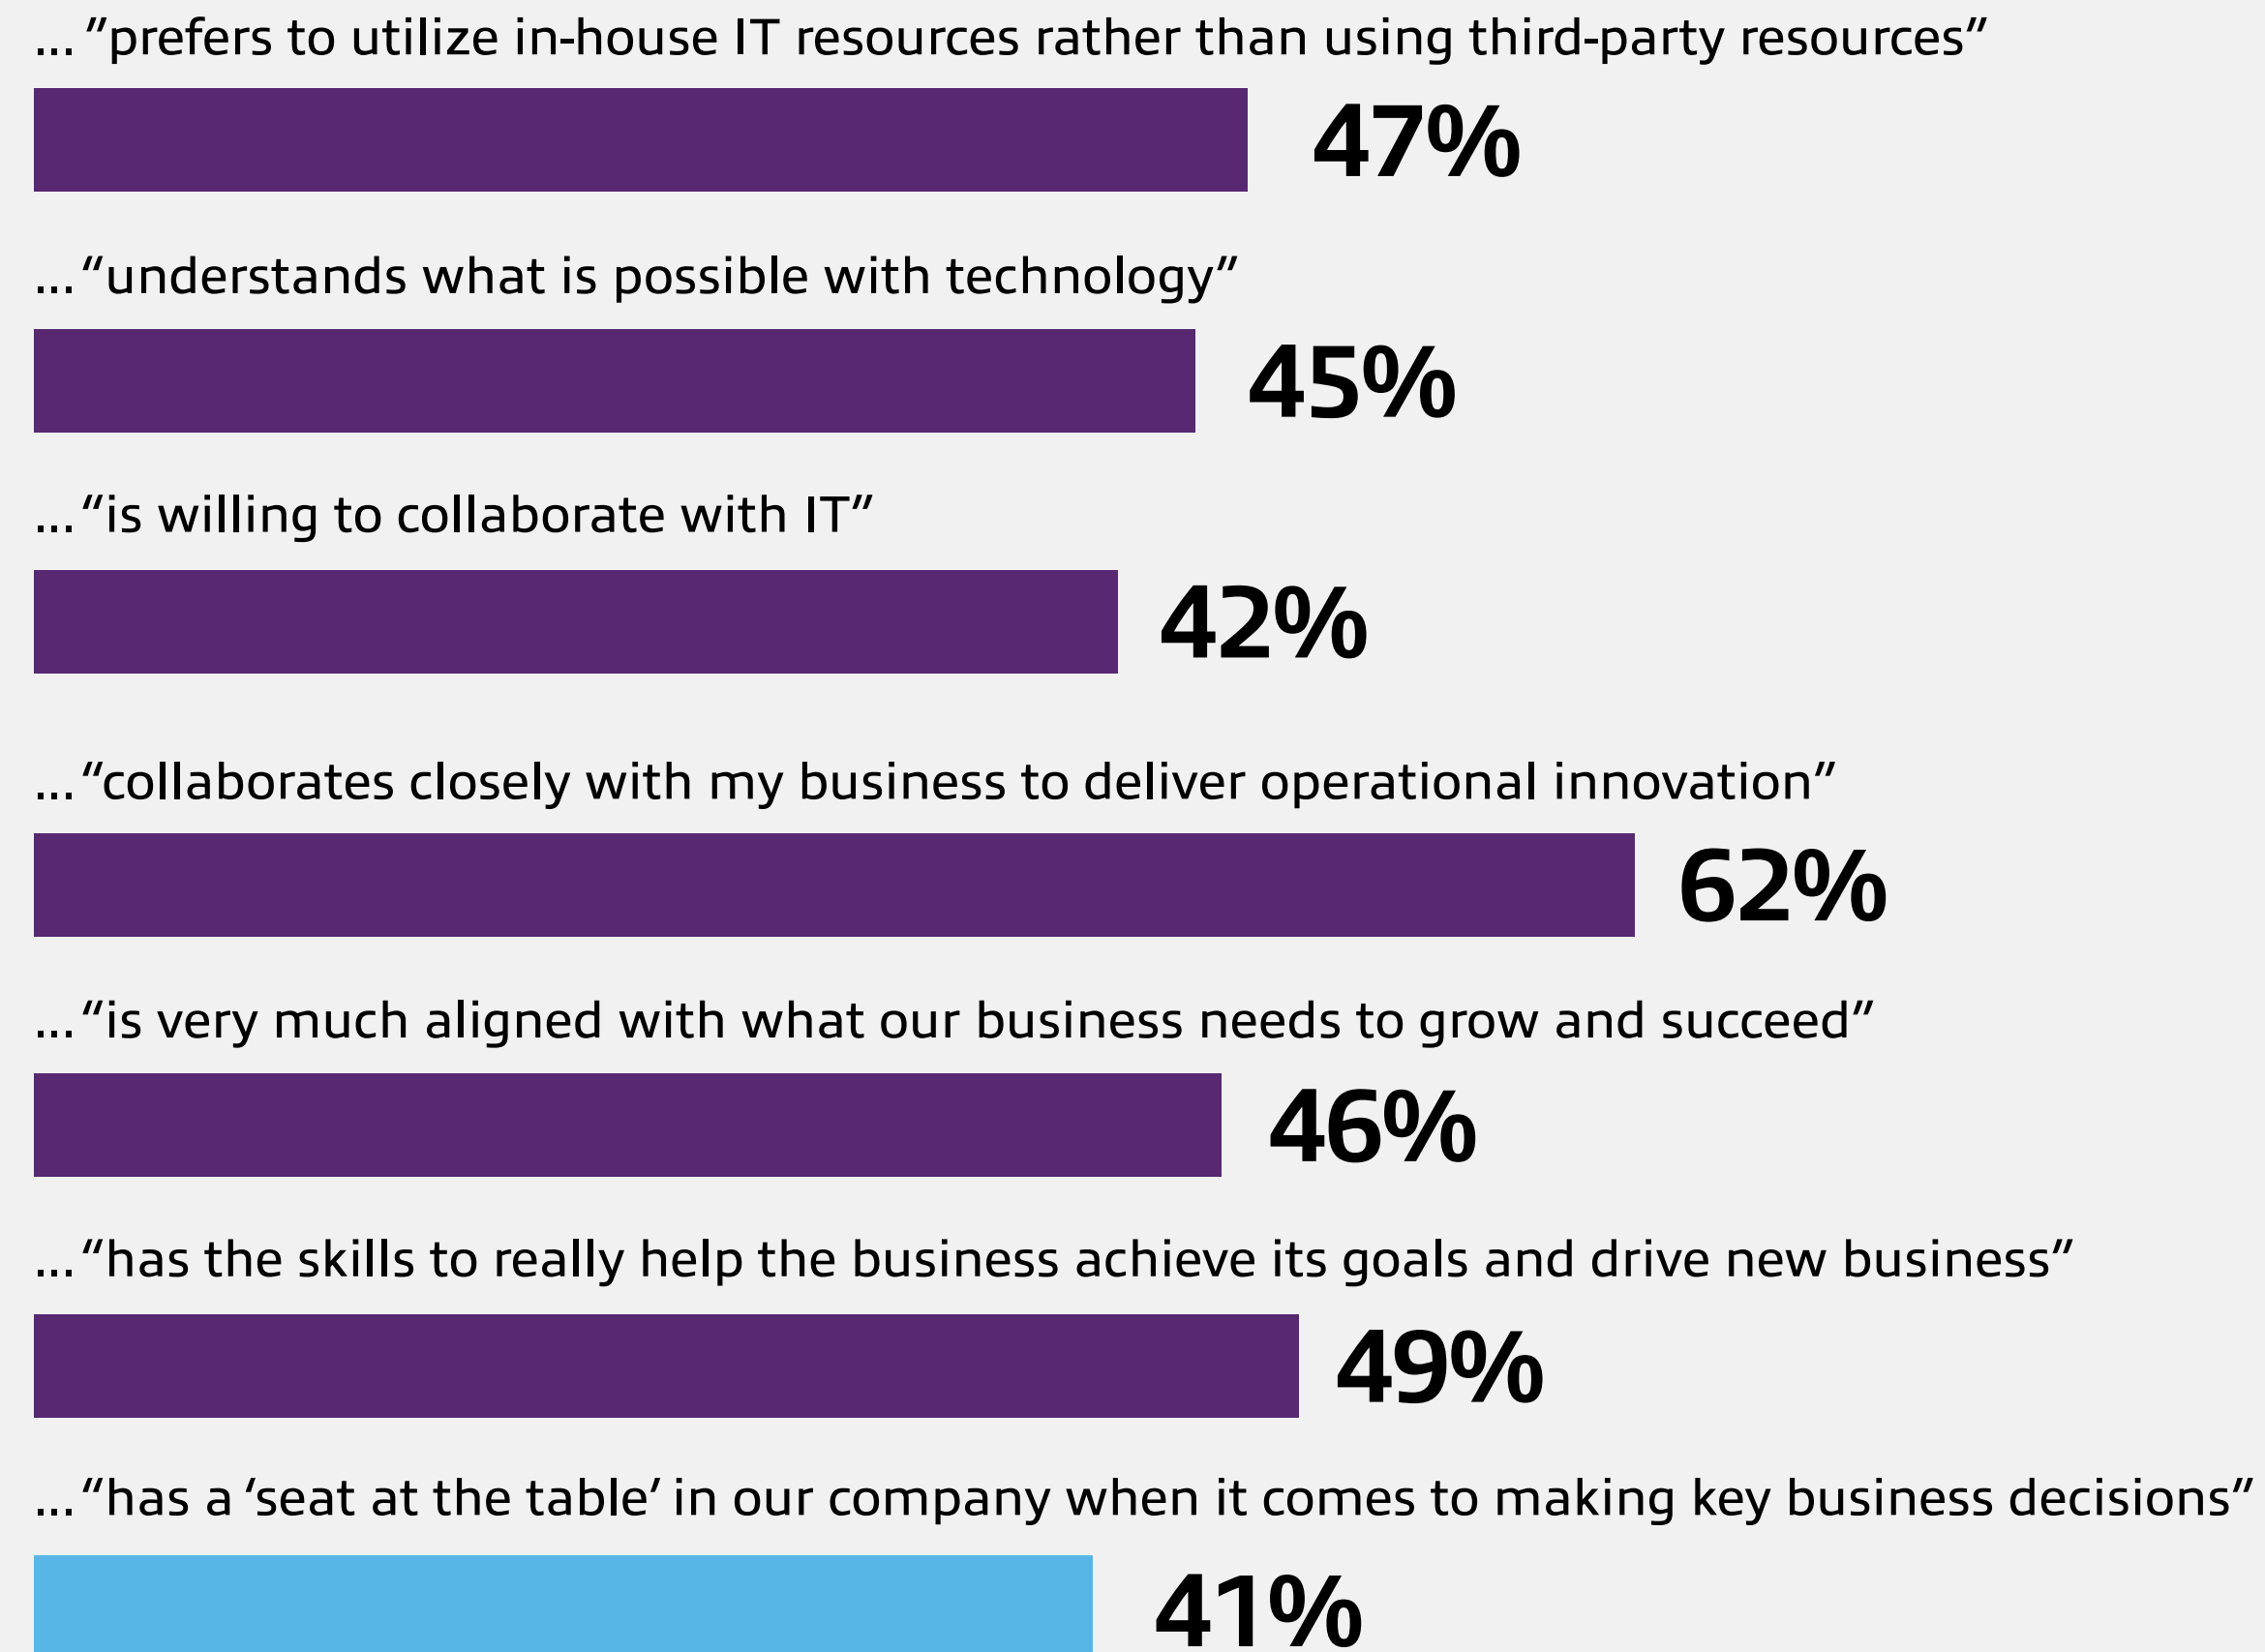 ... “prefers to utilize in-house IT resources rather than using third-party resources”
47%
... “understands what is possible with technology”
45%
... “is willing to collaborate with IT”
42%
... “collaborates closely with my business to deliver operational innovation”
62%
... “is very much aligned with what our business needs to grow and succeed”
46%
... “has the skills to really help the business achieve its goals and drive new business”
49%
... “has a ‘seat at the table’ in our company when it comes to making key business decisions”
41%